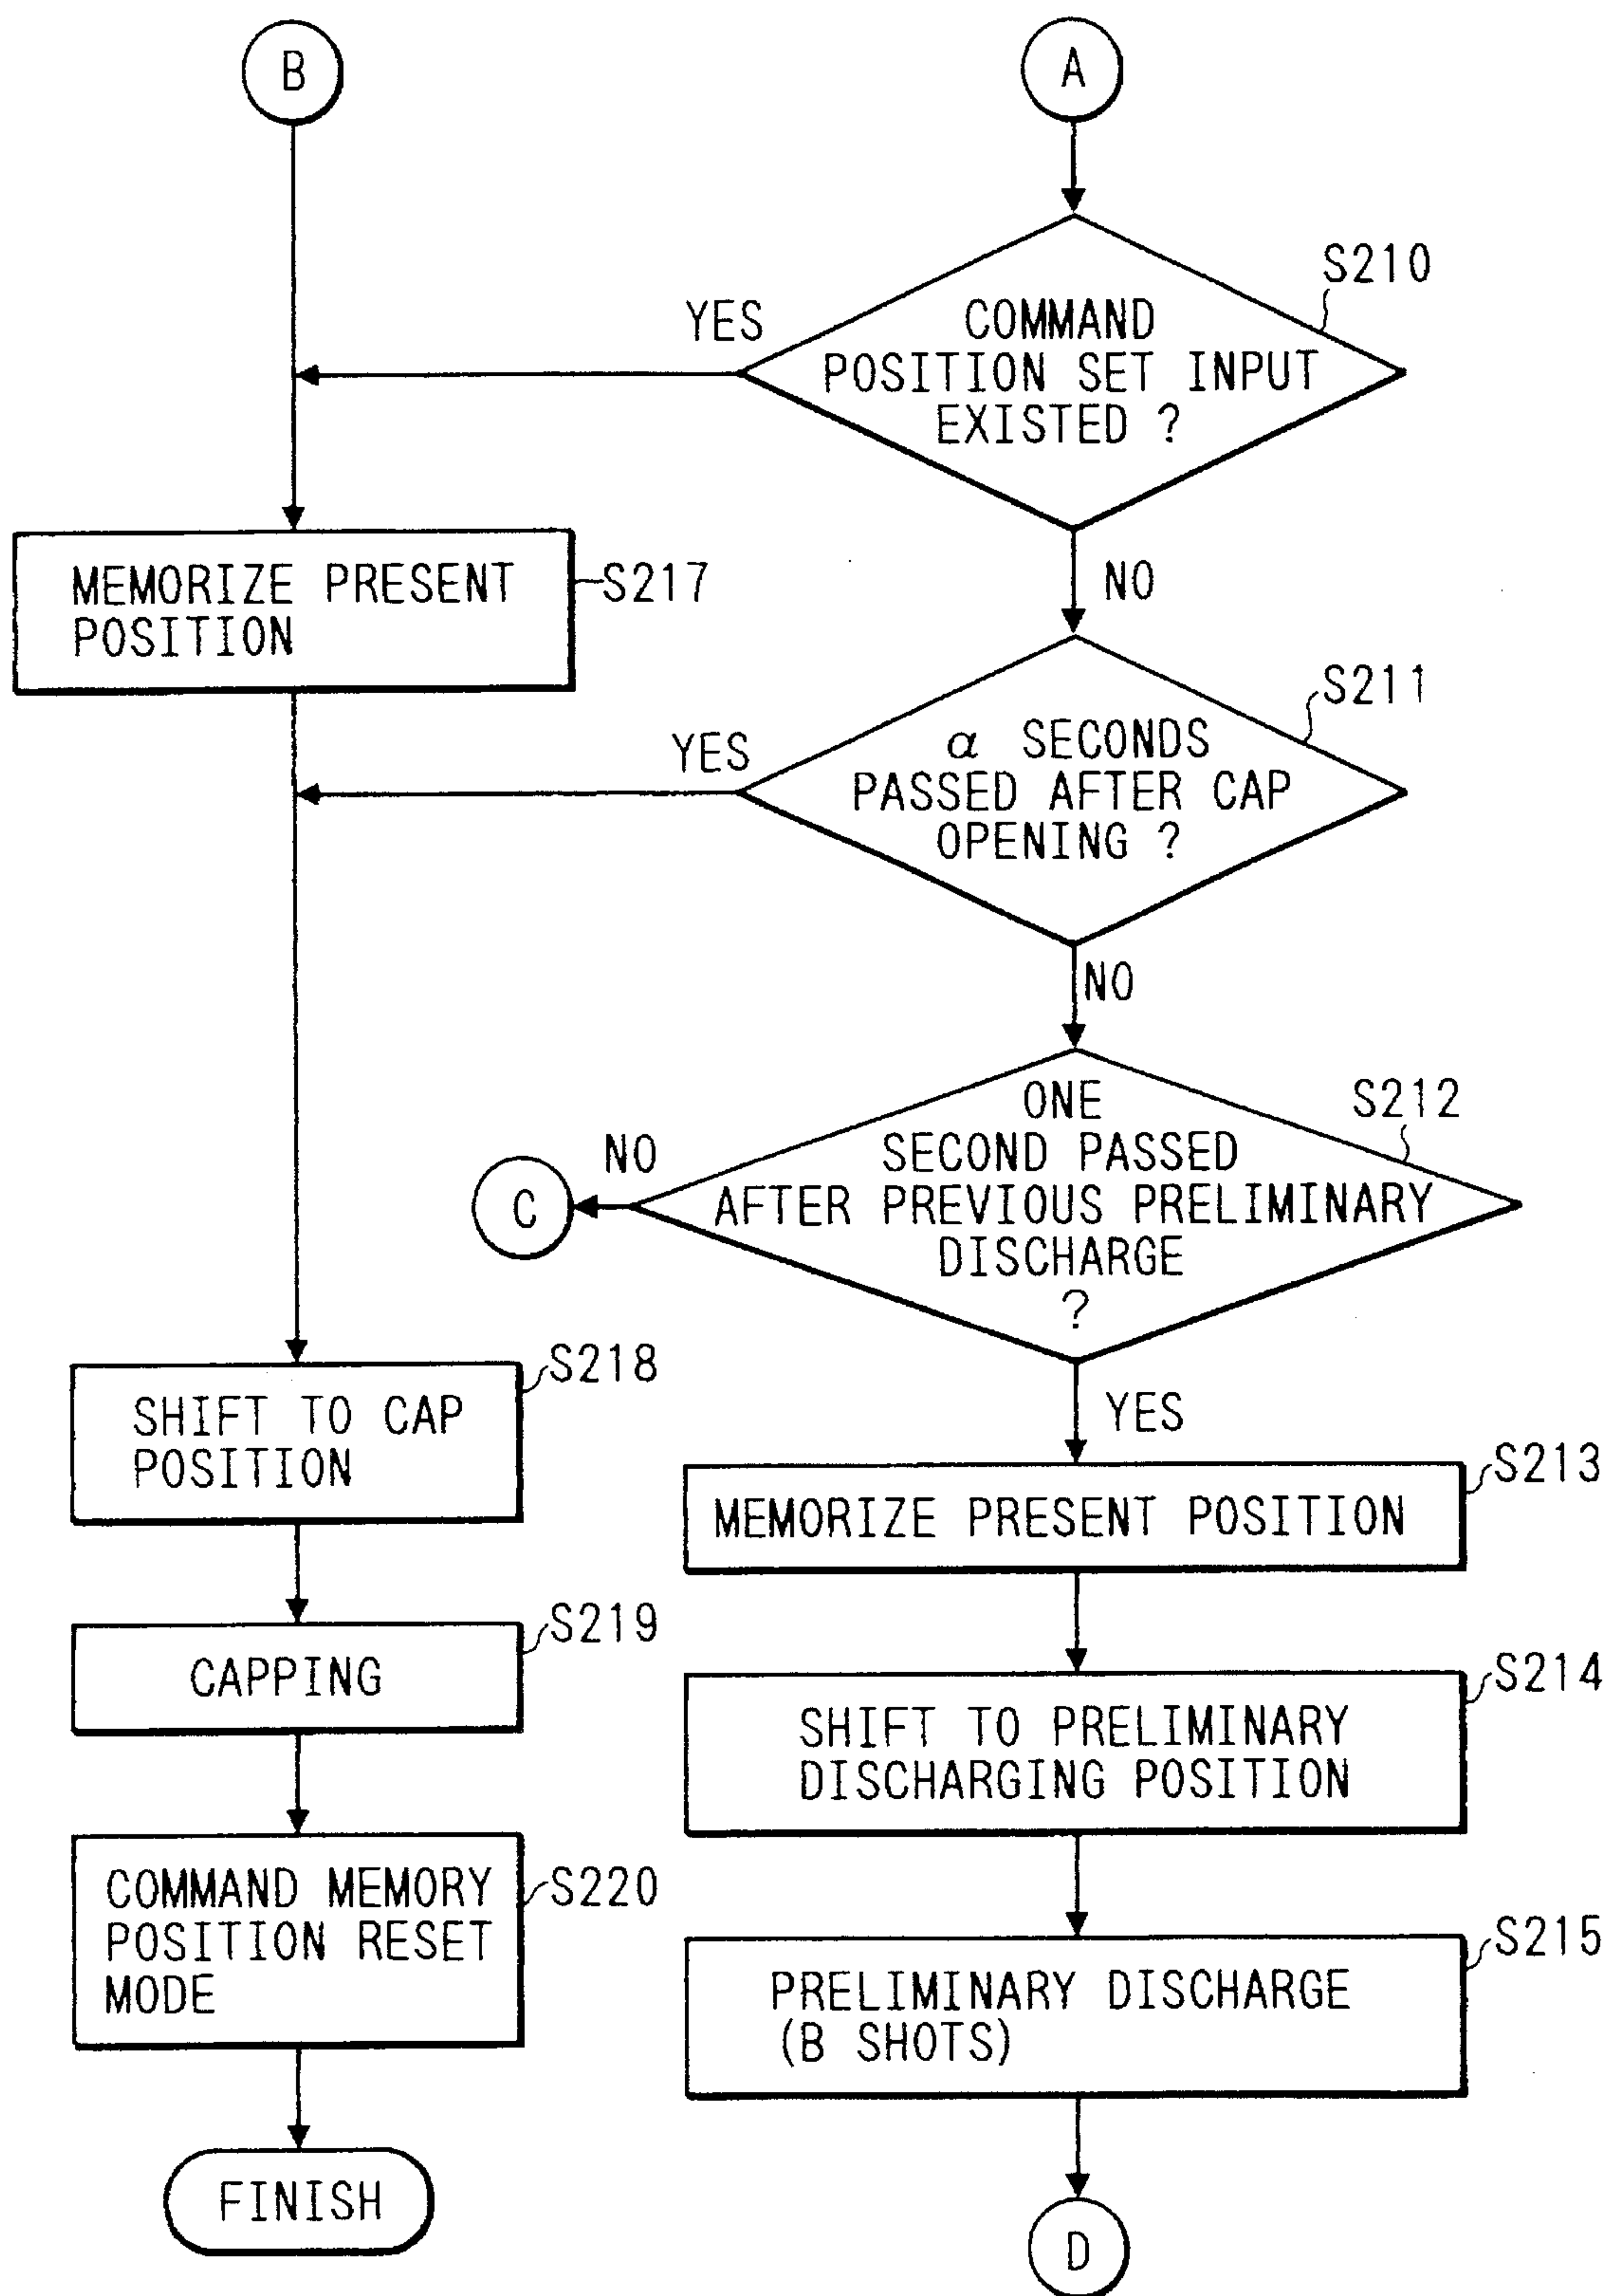 B
A
S210
YES
COMMAND
POSITION SET INPUT
EXISTED ?
NO
MEMORIZE PRESENT
POSITION
S217
S211
YES
α SECONDS
PASSED AFTER CAP
OPENING ?
NO
S212
ONE
SECOND PASSED
AFTER PREVIOUS PRELIMINARY
DISCHARGE
?
NO
C
YES
S218
SHIFT TO CAP
POSITION
S213
MEMORIZE PRESENT POSITION
S219
CAPPING
S214
SHIFT TO PRELIMINARY
DISCHARGING POSITION
S220
COMMAND MEMORY
POSITION RESET
MODE
S215
PRELIMINARY DISCHARGE
(B SHOTS)
FINISH
D